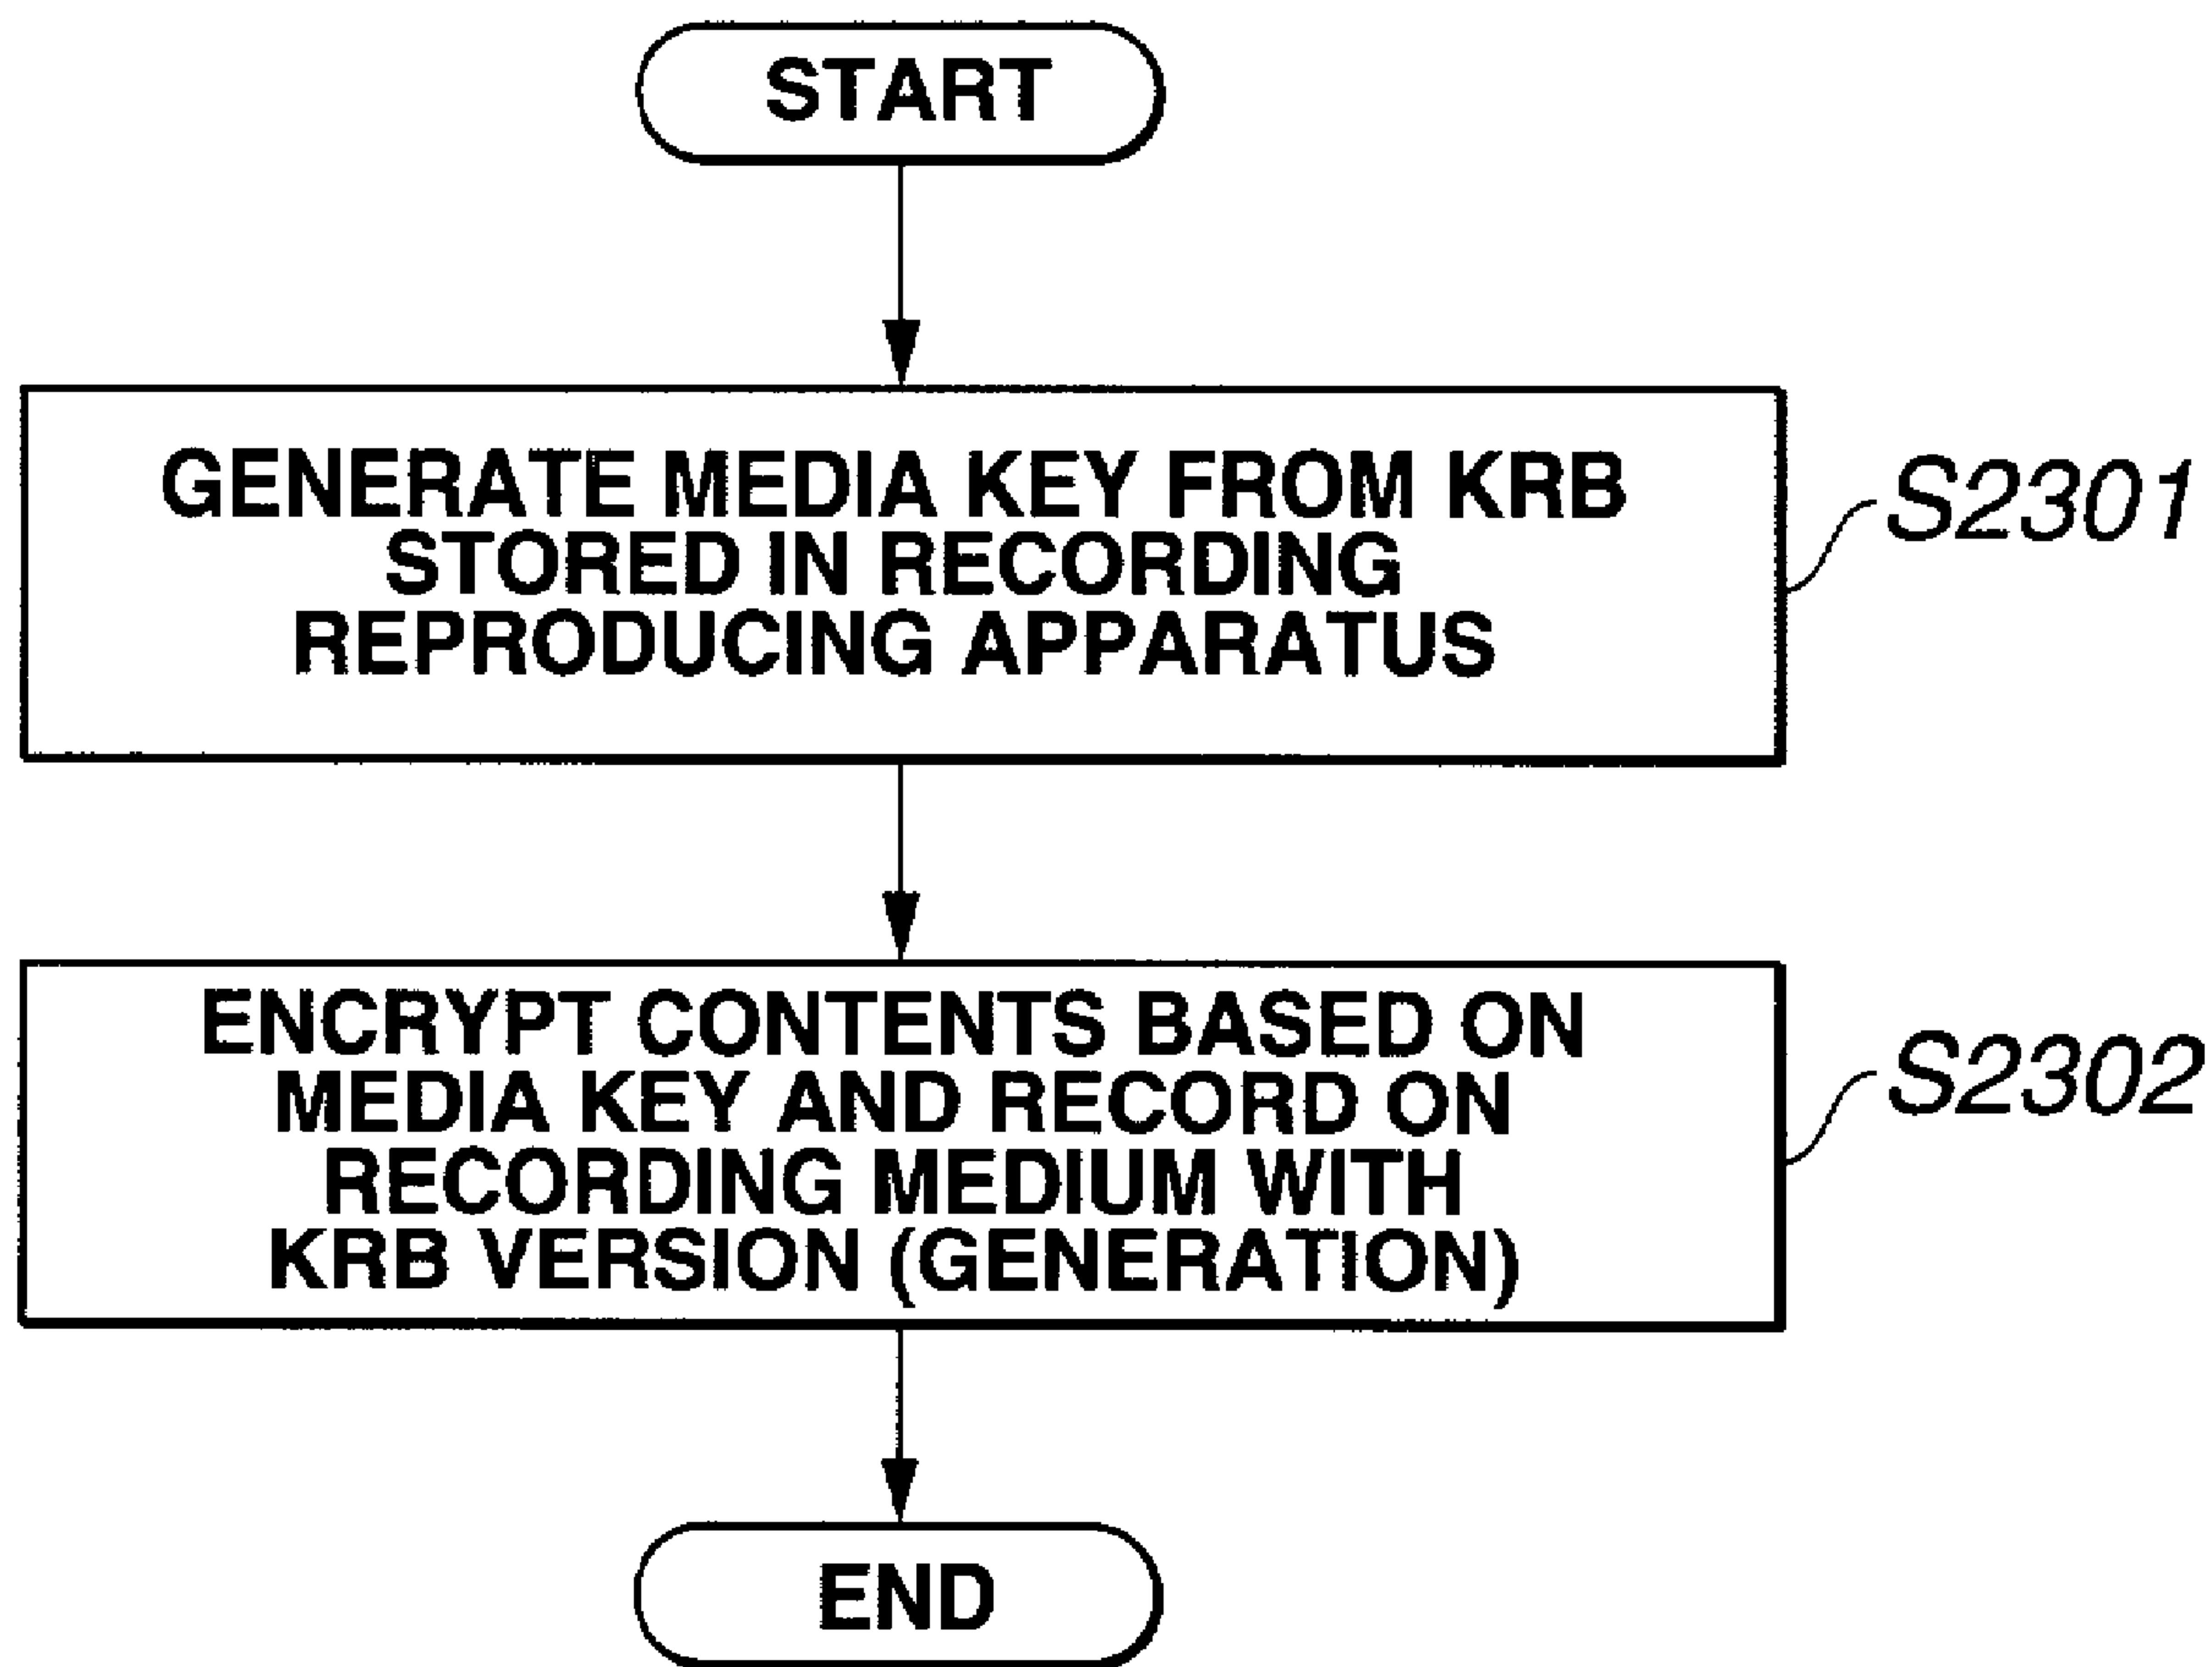 START
GENERATE MEDIA KEY FROM KRB
STORED IN RECORDING
REPRODUCING APPARATUS
S2301
ENCRYPT CONTENTS BASED ON
MEDIA KEY AND RECORD ON
RECORDING MEDIUM WITH
KRB VERSION (GENERATION)
S2302
END